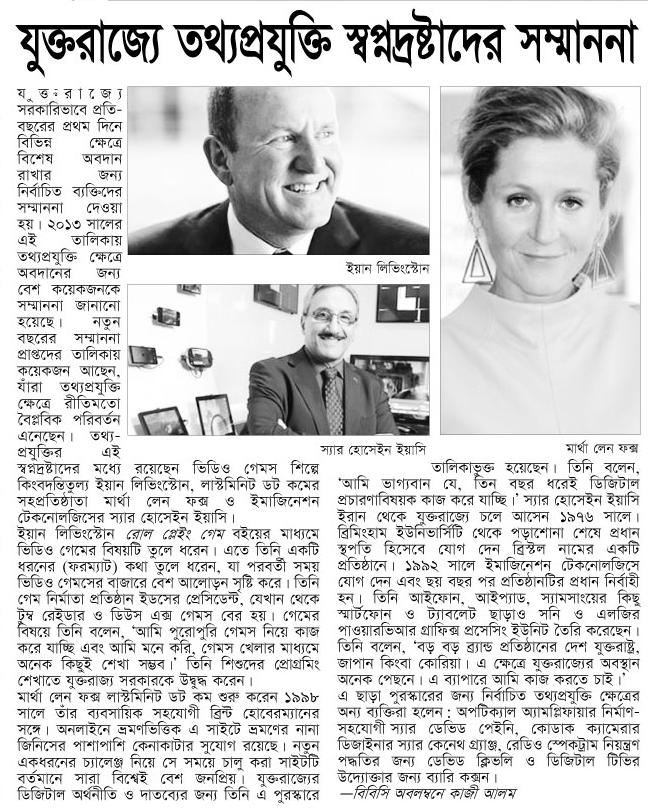 যুক্তরাজ্যে তথ্যপ্রযুক্তি স্বপ্নদ্রষ্টাদের সম্মাননা
যুক্তরাজ্যে
সরকারিভাবে প্রতি-
বছরের প্রথম দিনে
বিভিন্ন ক্ষেত্রে
বিশেষ অবদান
রাখার জন্য
নির্বাচিত ব্যক্তিদের
সম্মাননা দেওয়া
হয়। ২০১৩ সালের
এই তালিকায়
তথ্যপ্রযুক্তি ক্ষেত্রে
অবদানের জন্য
বেশ কয়েকজনকে
সম্মাননা জানানো
হয়েছে। নতুন
বছরের সম্মাননা
প্রাপ্তদের তালিকায়
কয়েকজন আছেন,
যাঁরা তথ্যপ্রযুক্তি
ক্ষেত্রে রীতিমতো
বৈপ্লবিক পরিবর্তন
এনেছেন। তথ্য-
প্রযুক্তির এই
ইয়ান লিভিংস্টোন
স্যার হোসেইন ইয়াসি
মার্থা লেন ফক্স
স্বপ্নদ্রষ্টাদের মধ্যে রয়েছেন ভিডিও গেমস শিল্পে
কিংবদন্তিতুল্য ইয়ান লিভিংস্টোন, লাস্টমিনিট ডট কমের
সহপ্রতিষ্ঠাতা মার্থা লেন ফক্স ও ইমাজিনেশন
টেকনোলজিসের স্যার হোসেইন ইয়াসি।
ইয়ান লিভিংস্টোন রোল প্লেইং গেম বইয়ের মাধ্যমে
ভিডিও গেমের বিষয়টি তুলে ধরেন। এতে তিনি একটি
ধরনের (ফরম্যাট) কথা তুলে ধরেন, যা পরবর্তী সময়
ভিডিও গেমসের বাজারে বেশ আলোড়ন সৃষ্টি করে। তিনি
গেম নির্মাতা প্রতিষ্ঠান ইডসের প্রেসিডেন্ট, যেখান থেকে
টুম্ব রেইডার ও ডিউস এক্স গেমস বের হয়। গেমের
বিষয়ে তিনি বলেন, ‘আমি পুরোপুরি গেমস নিয়ে কাজ
করে যাচ্ছি এবং আমি মনে করি, গেমস খেলার মাধ্যমে
অনেক কিছুই শেখা সম্ভব।’ তিনি শিশুদের প্রোগ্রামিং
শেখাতে যুক্তরাজ্য সরকারকে উদ্বুদ্ধ করেন।
মার্থা লেন ফক্স লাস্টমিনিট ডট কম শুরু করেন ১৯৯৮
সালে তাঁর ব্যবসায়িক সহযোগী ব্রিন্ট হোবেরম্যানের
সঙ্গে। অনলাইনে ভ্রমণভিত্তিক এ সাইটে ভ্রমণের নানা
জিনিসের পাশাপাশি কেনাকাটার সুযোগ রয়েছে। নতুন
একধরনের চ্যালেঞ্জ নিয়ে সে সময়ে চালু করা সাইটটি
বর্তমানে সারা বিশ্বেই বেশ জনপ্রিয়। যুক্তরাজ্যের
ডিজিটাল অর্থনীতি ও দাতব্যের জন্য তিনি এ পুরস্কারে
তালিকাভুক্ত হয়েছেন। তিনি বলেন,
‘আমি ভাগ্যবান যে, তিন বছর ধরেই ডিজিটাল
প্রচারণাবিষয়ক কাজ করে যাচ্ছি।’ স্যার হোসেইন ইয়াসি
ইরান থেকে যুক্তরাজ্যে চলে আসেন ১৯৭৬ সালে।
ব্রিমিংহাম ইউনিভার্সিটি থেকে পড়াশোনা শেষে প্রধান
স্থপতি হিসেবে যোগ দেন ব্রিস্টল নামের একটি
প্রতিষ্ঠানে। ১৯৯২ সালে ইমাজিনেশন টেকনোলজিসে
যোগ দেন এবং ছয় বছর পর প্রতিষ্ঠানটির প্রধান নির্বাহী
হন। তিনি আইফোন, আইপ্যাড, স্যামসাংয়ের কিছু
স্মার্টফোন ও ট্যাবলেট ছাড়াও সনি ও এলজির
পাওয়ারভিআর গ্রাফিক্স প্রসেসিং ইউনিট তৈরি করেছেন।
তিনি বলেন, ‘বড় বড় ব্র্যান্ড প্রতিষ্ঠানের দেশ যুক্তরাষ্ট্র,
জাপান কিংবা কোরিয়া। এ ক্ষেত্রে যুক্তরাজ্যের অবস্থান
অনেক পেছনে। এ ব্যাপারে আমি কাজ করতে চাই।’
এ ছাড়া পুরস্কারের জন্য নির্বাচিত তথ্যপ্রযুক্তি ক্ষেত্রের
অন্য ব্যক্তিরা হলেন : অপটিক্যাল অ্যামপ্লিফায়ার নির্মাণ-
সহযোগী স্যার ডেভিড পেইনি, কোডাক ক্যামেরার
ডিজাইনার স্যার কেনেথ গ্র্যাঞ্জ, রেডিও স্পেকট্রাম নিয়ন্ত্রণ
পদ্ধতির জন্য ডেভিড ক্লিভলি ও ডিজিটাল টিভির
উদ্যোক্তার জন্য ব্যারি কক্সন।
—বিবিসি অবলম্বনে কাজী আলম